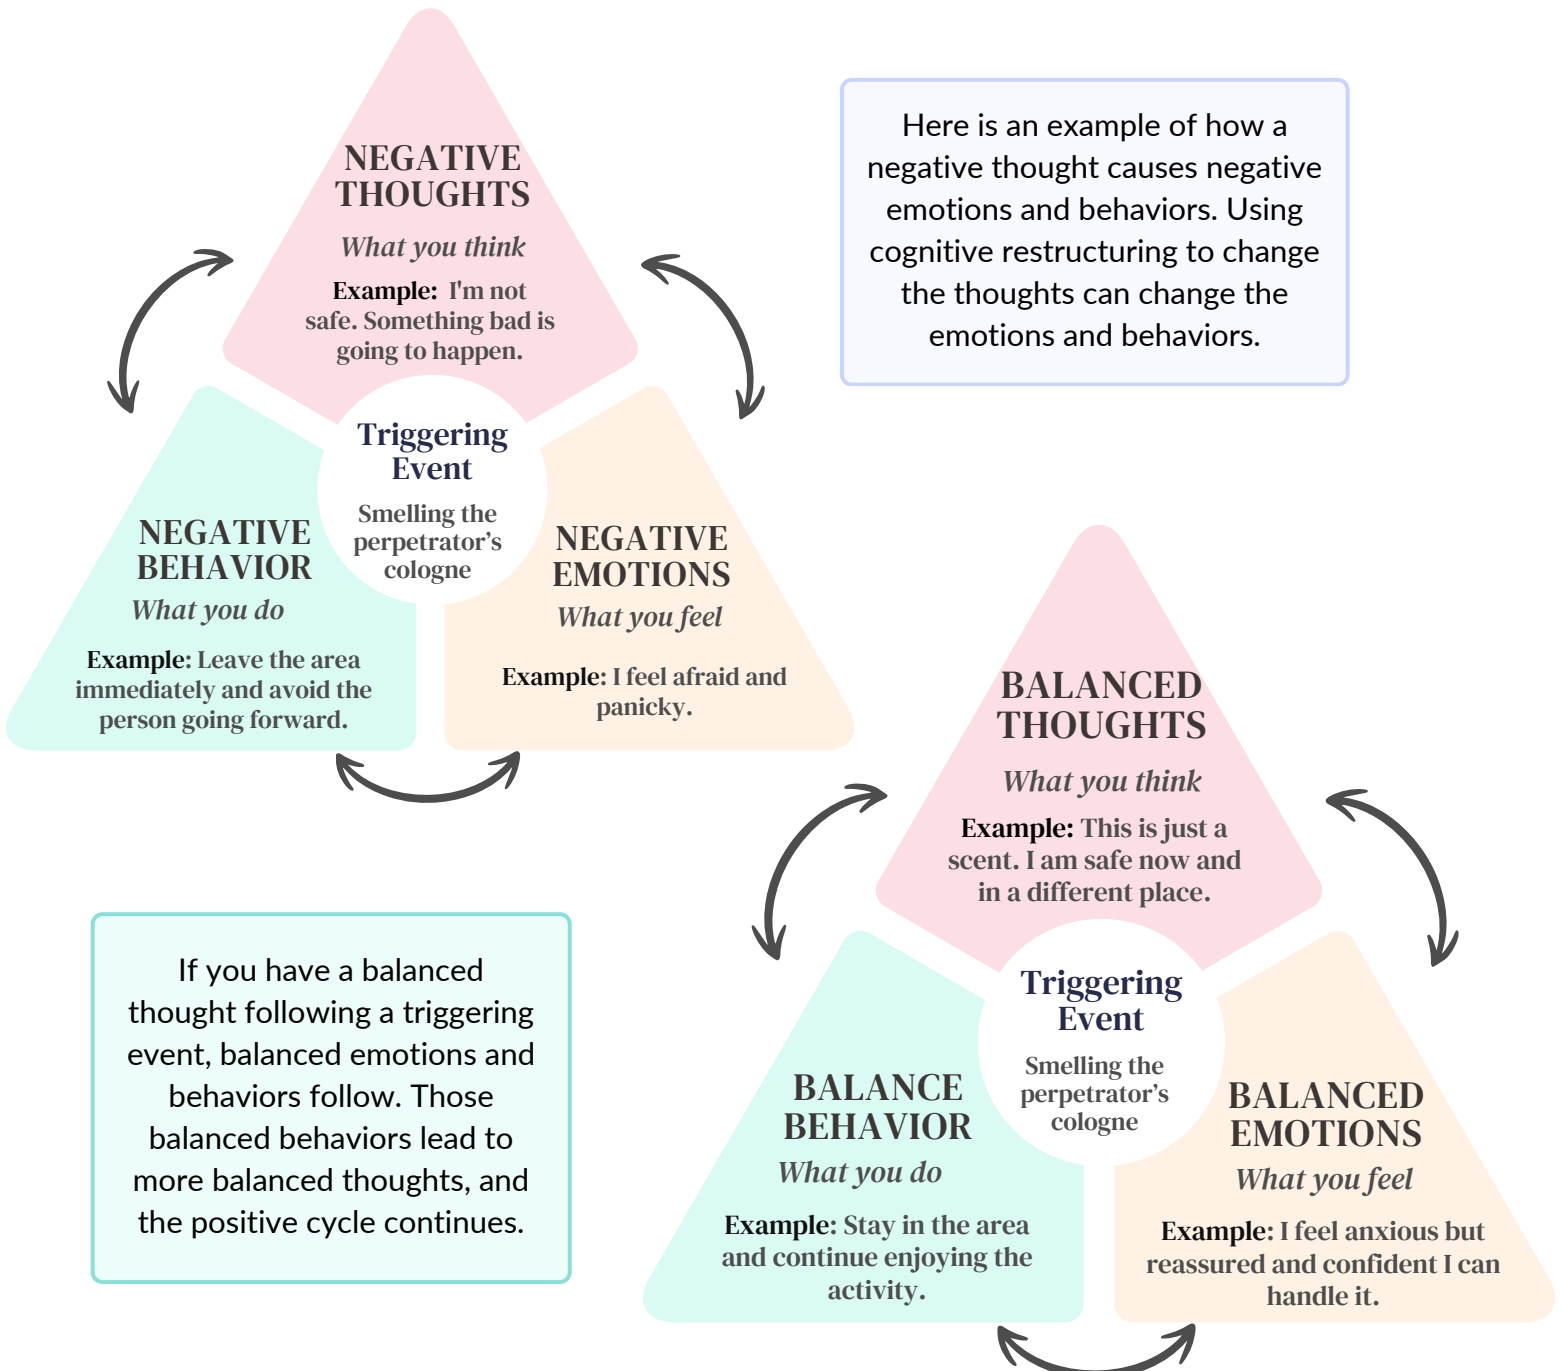 NEGATIVE
THOUGHTS
What you think
Example: I'm not
safe. Something bad is
going to happen.
Triggering
Event
Smelling the
perpetrator's
cologne
NEGATIVE
BEHAVIOR
What you do
Example: Leave the area
immediately and avoid the
person going forward.
NEGATIVE
EMOTIONS
What you feel
Example: I feel afraid and
panicky.
Here is an example of how a
negative thought causes negative
emotions and behaviors. Using
cognitive restructuring to change
the thoughts can change the
emotions and behaviors.
If you have a balanced
thought following a triggering
event, balanced emotions and
behaviors follow. Those
balanced behaviors lead to
more balanced thoughts, and
the positive cycle continues.
BALANCED
THOUGHTS
What you think
Example: This is just a
scent. I am safe now and
in a different place.
Triggering
Event
Smelling the
perpetrator's
cologne
BALANCE
BEHAVIOR
What you do
Example: Stay in the area
and continue enjoying the
activity.
BALANCED
EMOTIONS
What you feel
Example: I feel anxious but
reassured and confident I can
handle it.